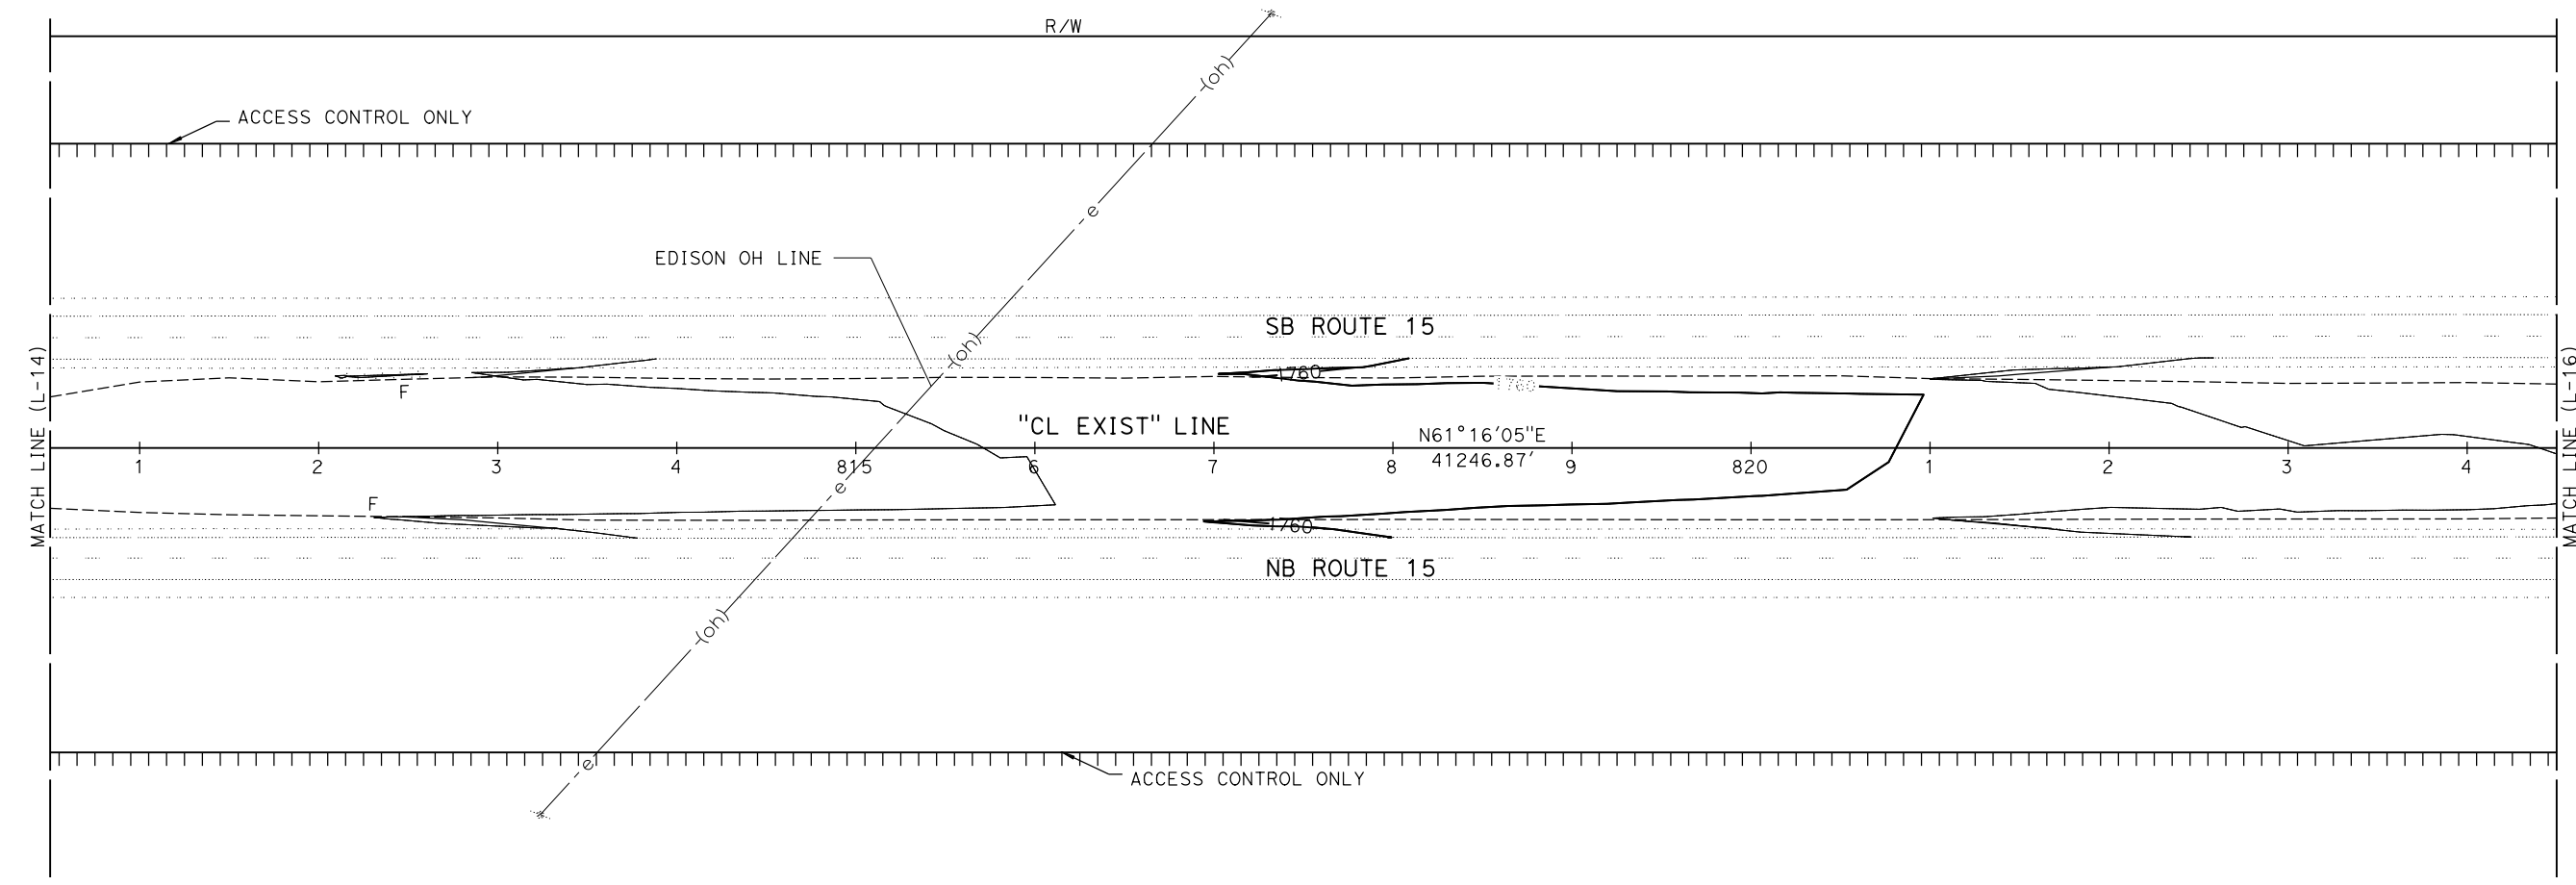 R/W
(oh)
ACCESS CONTROL ONLY
e
EDISON OH LINE
SB ROUTE 15
(oh)
1760
1760
F
"CL EXIST" LINE
N61°16'05"E
41246.87'
1 2 3 4 815 6 7 8 9 820 1 2 3 4
MATCH LINE (L-14)
MATCH LINE (L-16)
e
F
1760
NB ROUTE 15
(oh)
e
ACCESS CONTROL ONLY